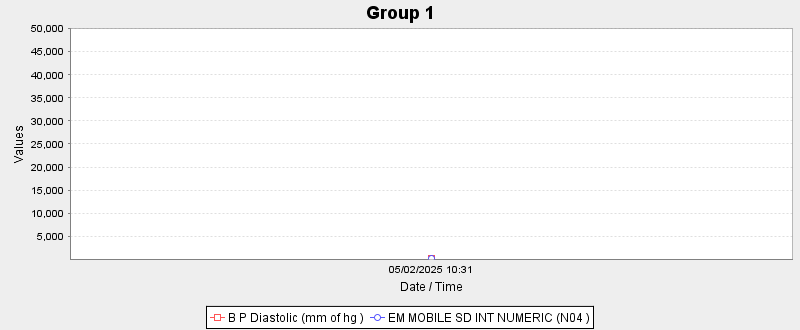 Group 1
50,000
45,000
40,000
35,000
30,000
25,000
20,000
15,000
10,000
5,000
Values
05/02/2025 10:31
Date / Time
B P Diastolic (mm of hg ) EM MOBILE SD INT NUMERIC (N04 )